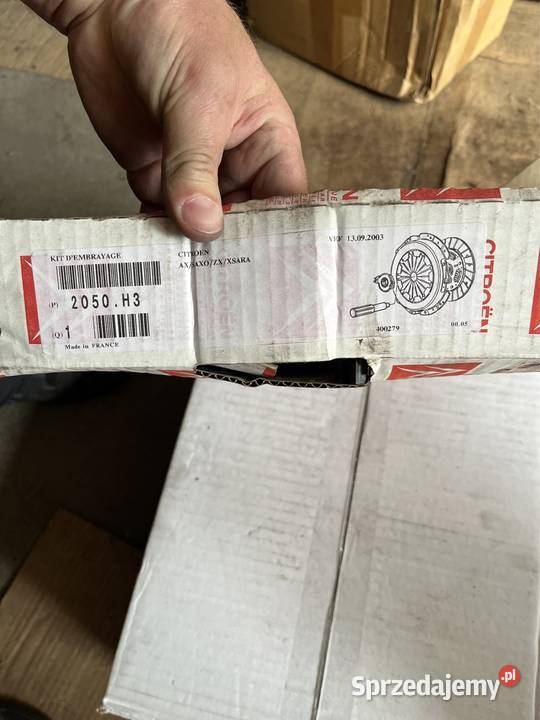 KIT D'EMBRAYAGE
CITROEN
AX/SAXO/ZX/XSARA
VRF 13.09.2003
(P) 2050.H3
(Q) 1
Made in FRANCE
400279
00.05
CITROËN
Sprzedajemy.pl